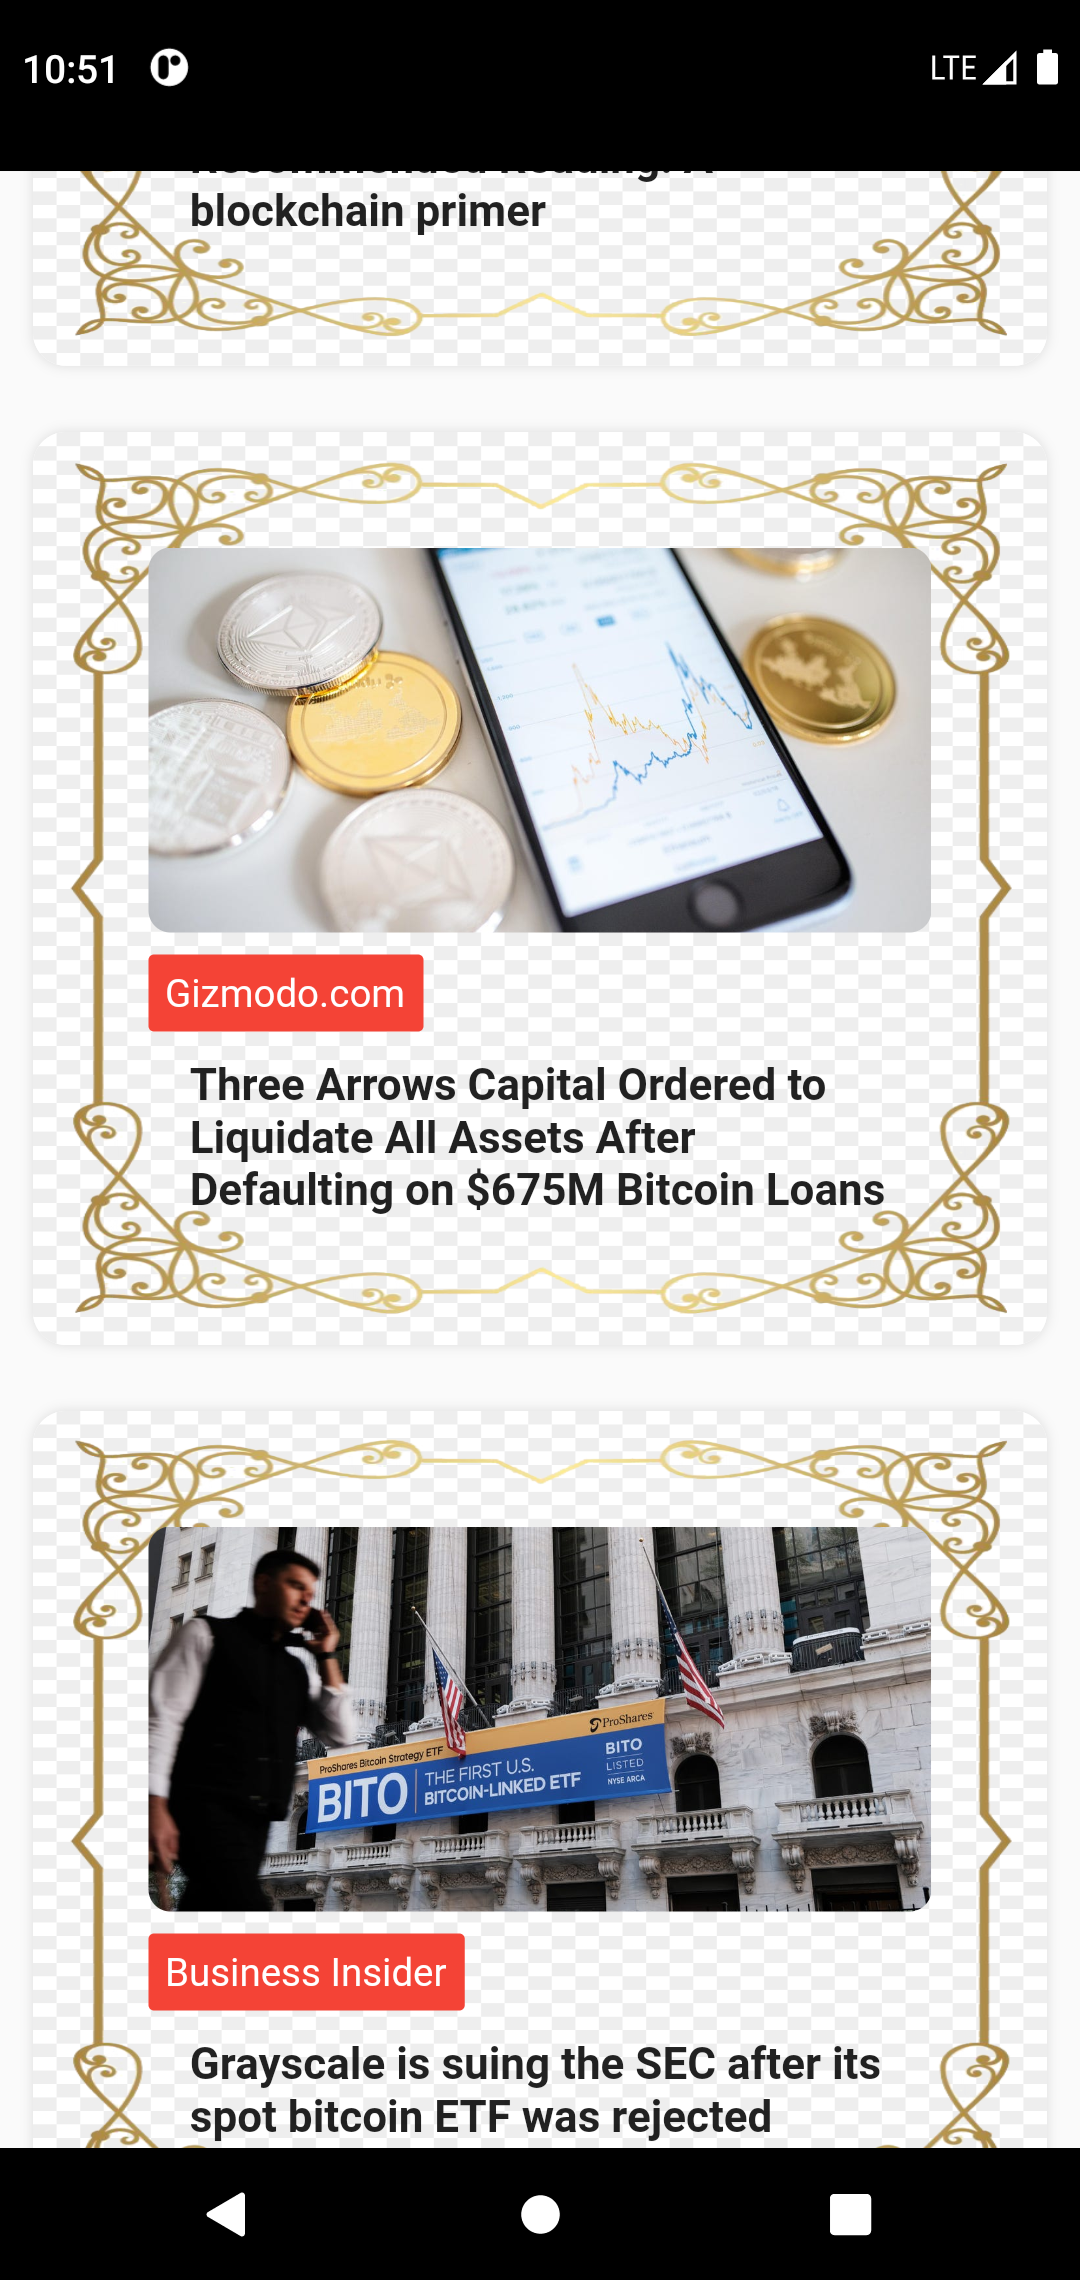 10:51
LTE
Recommended Reading: A
blockchain primer
Gizmodo.com
Three Arrows Capital Ordered to
Liquidate All Assets After
Defaulting on $675M Bitcoin Loans
ProShares Bitcoin Strategy ETF
ProShares
BITO
THE FIRST U.S.
BITCOIN-LINKED ETF
BITO
LISTED
NYSE ARCA
Business Insider
Grayscale is suing the SEC after its
spot bitcoin ETF was rejected